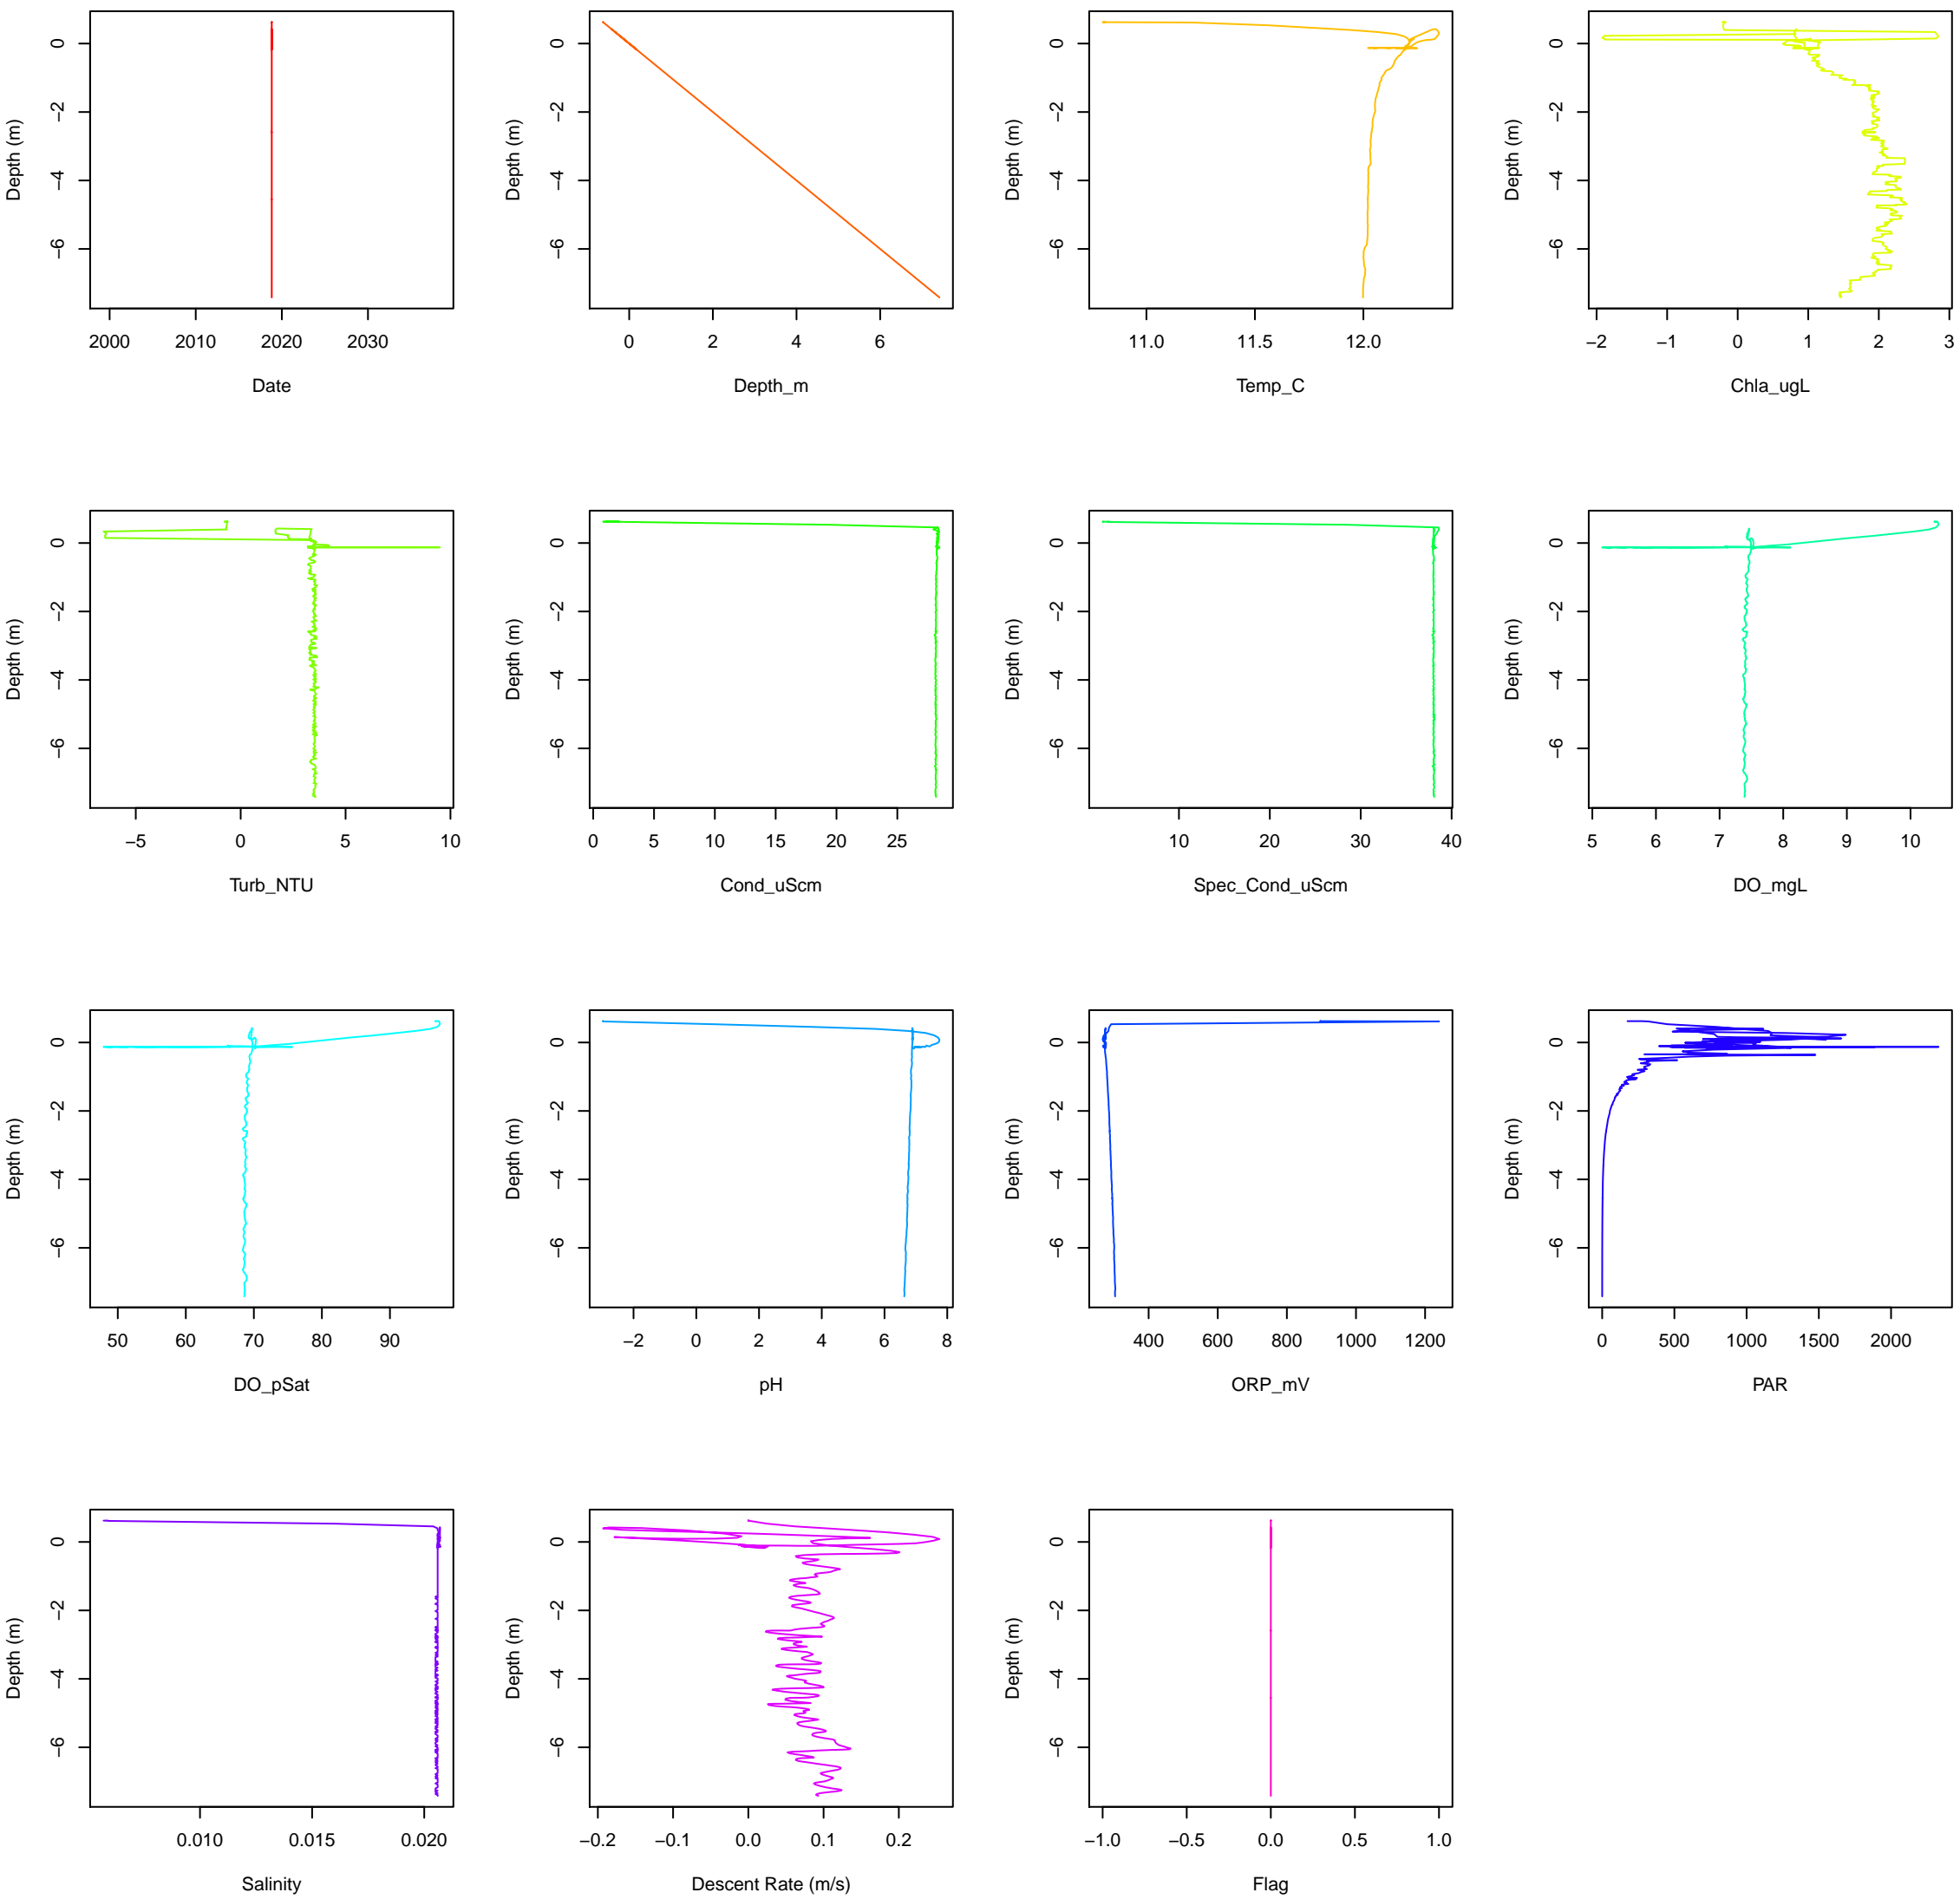 Depth (m)
0
−2
−4
−6
2000 2010 2020 2030
Date
Depth (m)
0
−2
−4
−6
0 2 4 6
Depth_m
Depth (m)
0
−2
−4
−6
11.0 11.5 12.0
Temp_C
Depth (m)
0
−2
−4
−6
−2 −1 0 1 2 3
Chla_ugL
Depth (m)
0
−2
−4
−6
−5 0 5 10
Turb_NTU
Depth (m)
0
−2
−4
−6
0 5 10 15 20 25
Cond_uScm
Depth (m)
0
−2
−4
−6
10 20 30 40
Spec_Cond_uScm
Depth (m)
0
−2
−4
−6
5 6 7 8 9 10
DO_mgL
Depth (m)
0
−2
−4
−6
50 60 70 80 90
DO_pSat
Depth (m)
0
−2
−4
−6
−2 0 2 4 6 8
pH
Depth (m)
0
−2
−4
−6
400 600 800 1000 1200
ORP_mV
Depth (m)
0
−2
−4
−6
0 500 1000 1500 2000
PAR
Depth (m)
0
−2
−4
−6
0.010 0.015 0.020
Salinity
Depth (m)
0
−2
−4
−6
−0.2 −0.1 0.0 0.1 0.2
Descent Rate (m/s)
Depth (m)
0
−2
−4
−6
−1.0 −0.5 0.0 0.5 1.0
Flag